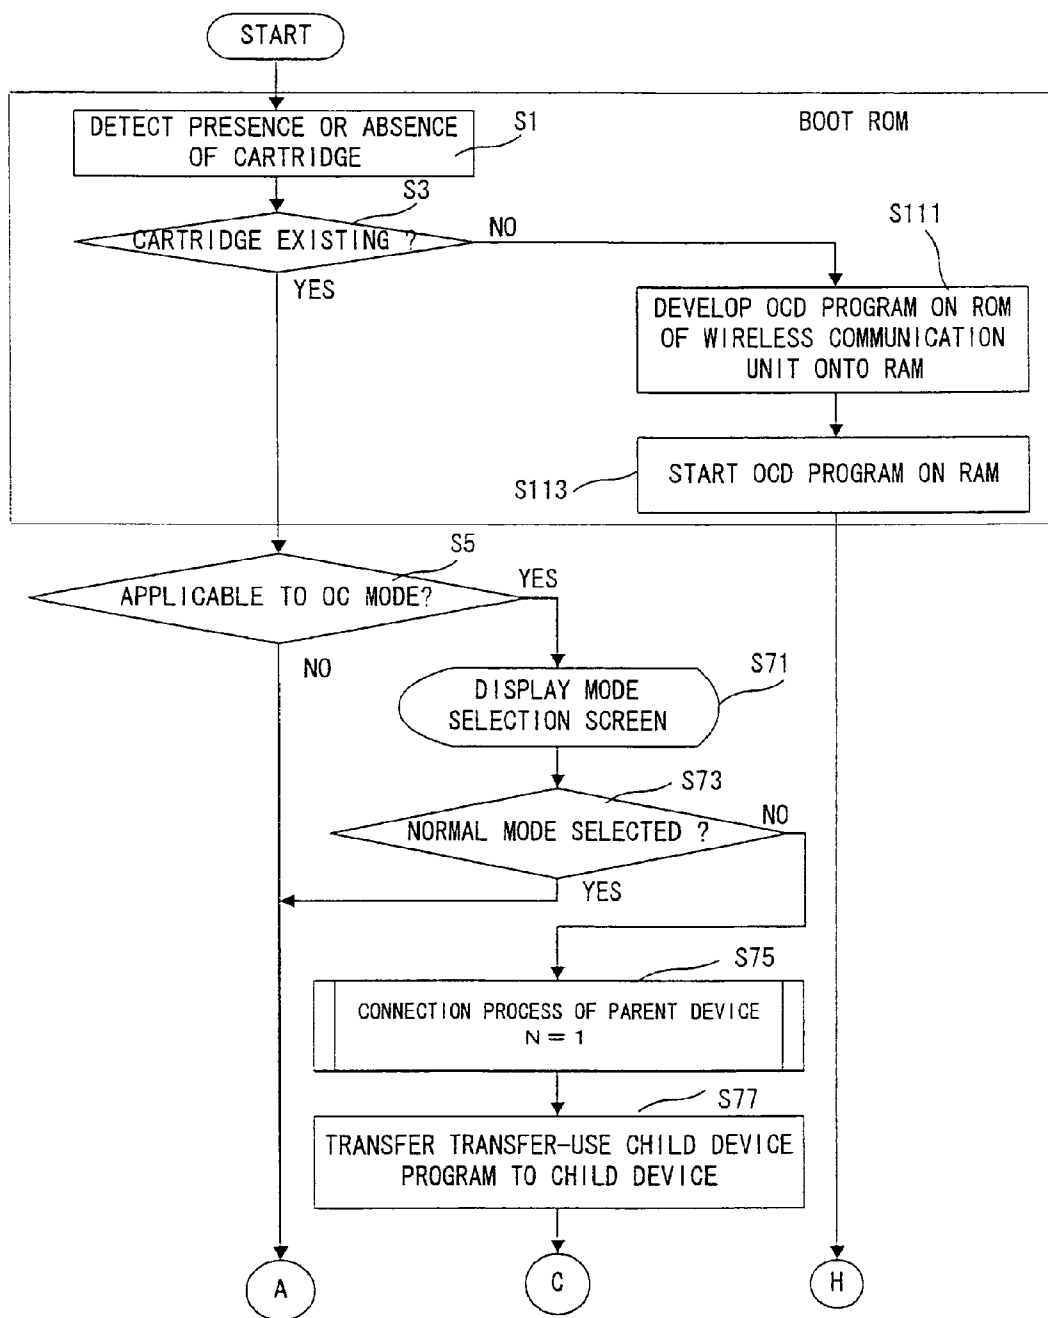 START
BOOT ROM
DETECT PRESENCE OR ABSENCE
OF CARTRIDGE
S1
S3
CARTRIDGE EXISTING ?
NO
YES
S111
DEVELOP OCD PROGRAM ON ROM
OF WIRELESS COMMUNICATION
UNIT ONTO RAM
S113
START OCD PROGRAM ON RAM
S5
APPLICABLE TO OC MODE?
YES
NO
S71
DISPLAY MODE
SELECTION SCREEN
S73
NORMAL MODE SELECTED ?
NO
YES
S75
CONNECTION PROCESS OF PARENT DEVICE
N = 1
S77
TRANSFER TRANSFER-USE CHILD DEVICE
PROGRAM TO CHILD DEVICE
A
C
H